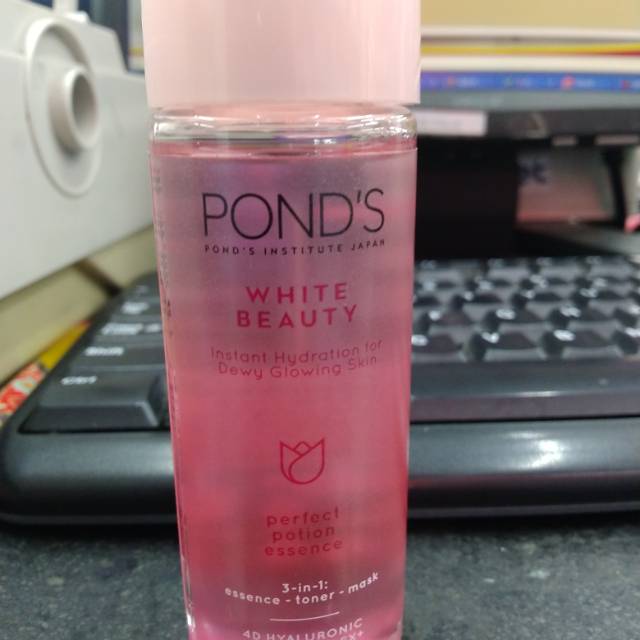 POND'S
POND'S INSTITUTE JAPAN
WHITE
BEAUTY
Instant Hydration for
Dewy Glowing Skin
perfect
potion
essence
3-in-1:
essence - toner - mask
4D HYALURONIC